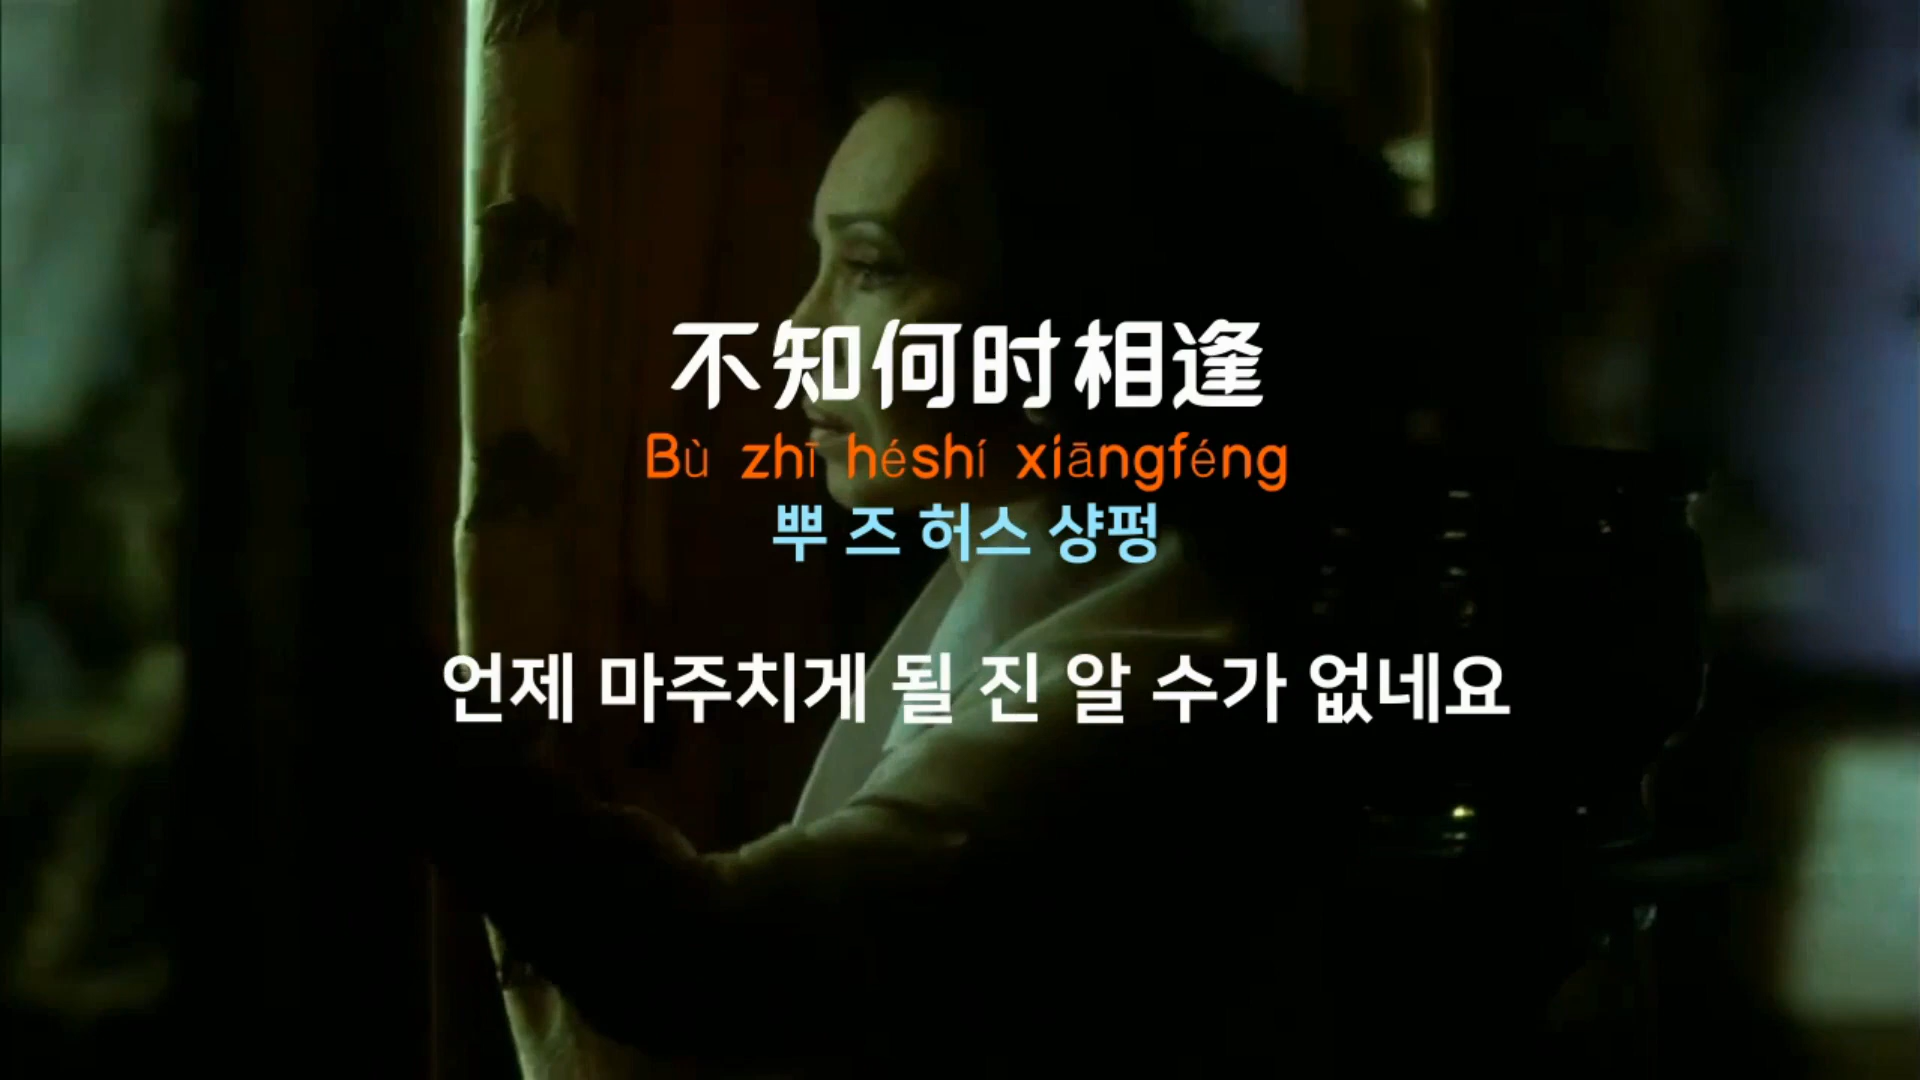 不知何时相逢
Bù zhī héshí xiāngféng
뿌 즈 허스 샹펑
언제 마주치게 될 진 알 수가 없네요